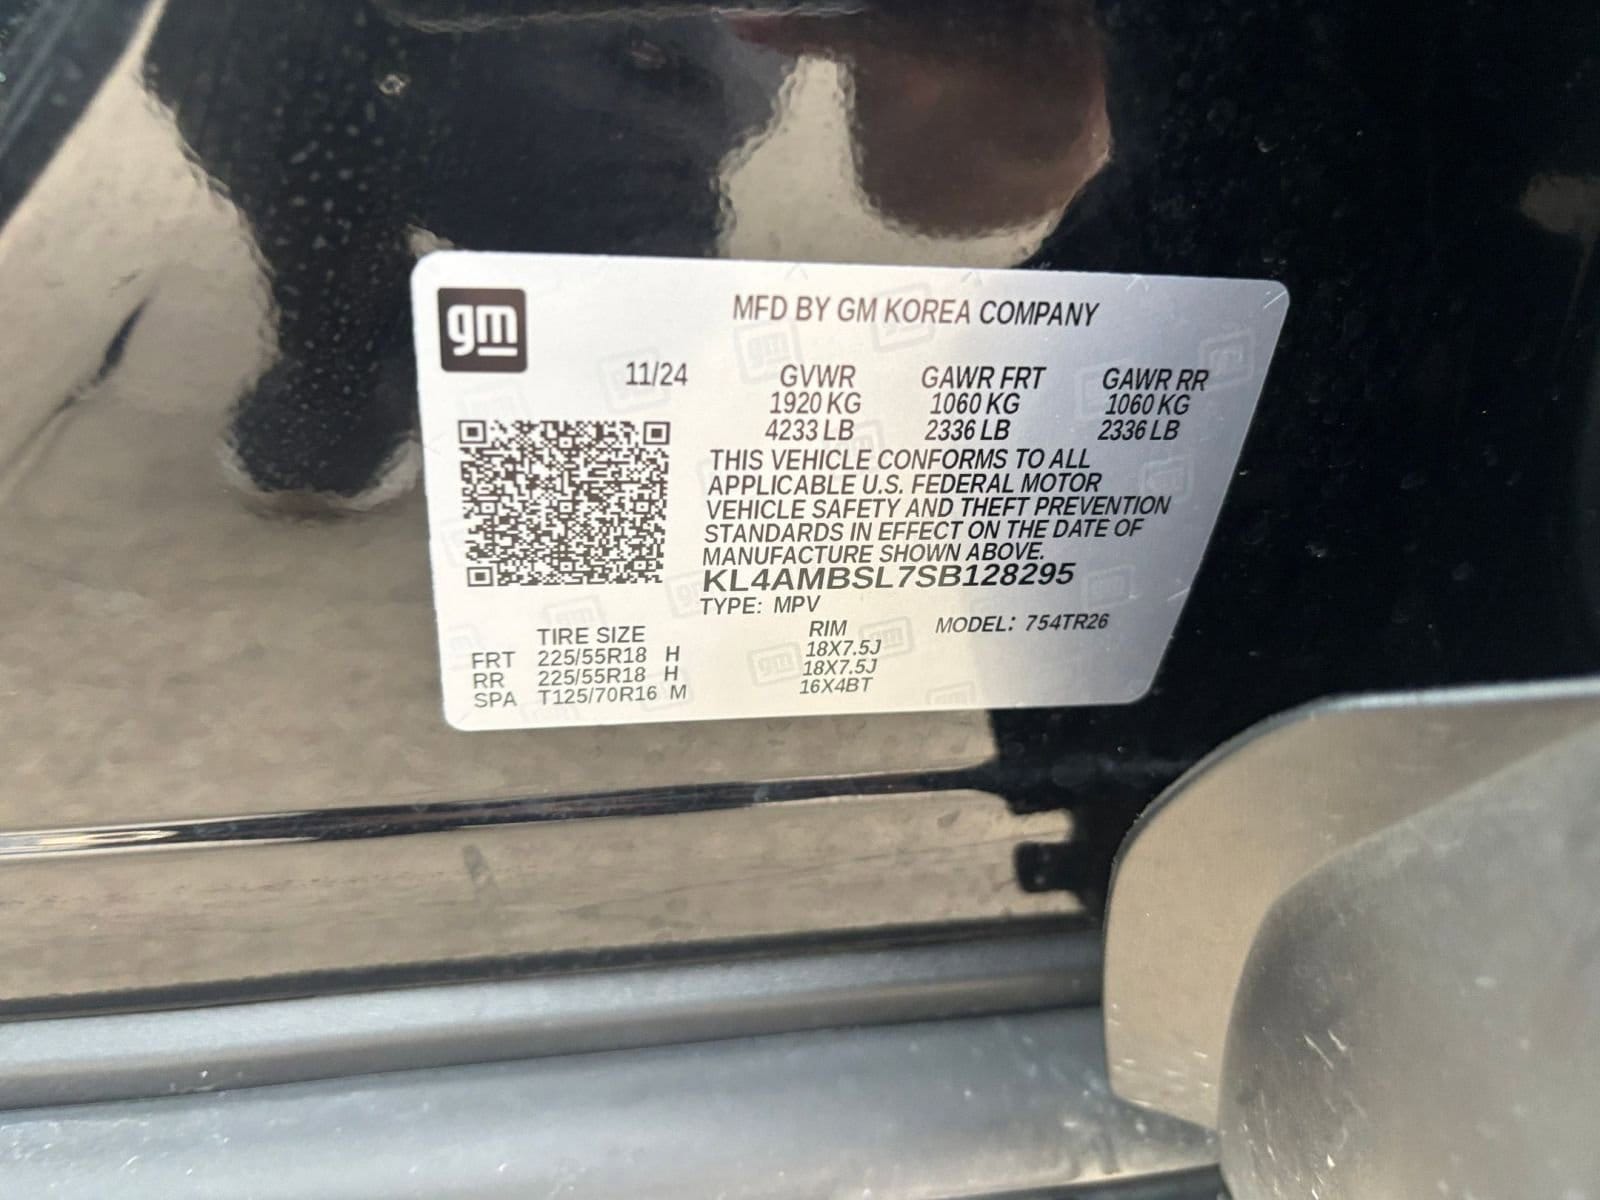 gm
MFD BY GM KOREA COMPANY
11/24 GVWR GAWR FRT GAWR RR
1920 KG 1060 KG 1060 KG
4233 LB 2336 LB 2336 LB
THIS VEHICLE CONFORMS TO ALL
APPLICABLE U.S. FEDERAL MOTOR
VEHICLE SAFETY AND THEFT PREVENTION
STANDARDS IN EFFECT ON THE DATE OF
MANUFACTURE SHOWN ABOVE.
KL4AMBSL7SB128295
TYPE: MPV
MODEL: 754TR26
TIRE SIZE RIM
FRT 225/55R18 H 18X7.5J
RR 225/55R18 H 18X7.5J
SPA T125/70R16 M 16X4BT